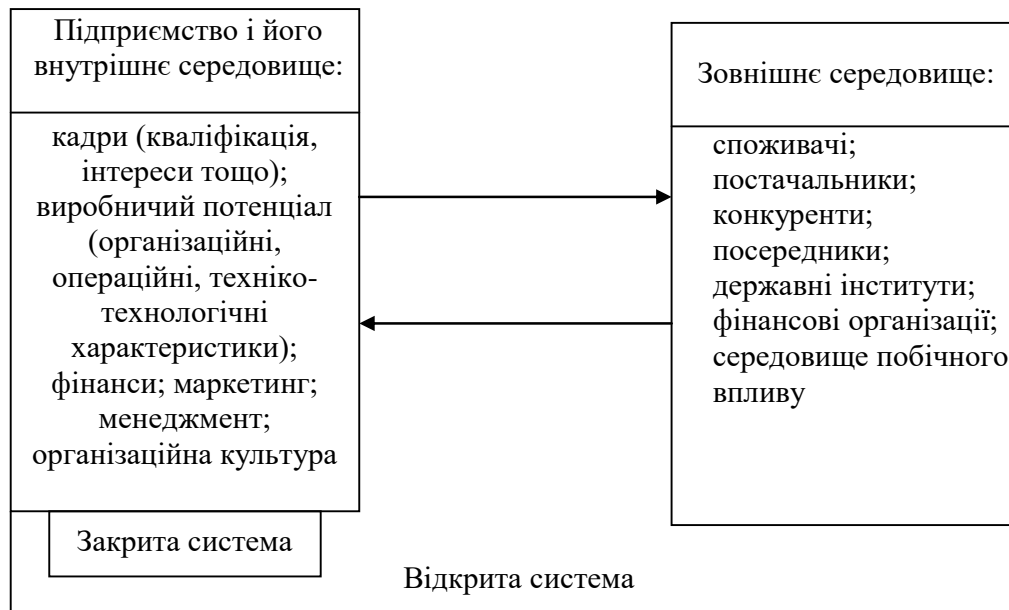 Підприємство і його
внутрішнє середовище:
кадри (кваліфікація,
інтереси тощо);
виробничий потенціал
(організаційні,
операційні, техніко-
технологічні
характеристики);
фінанси; маркетинг;
менеджмент;
організаційна культура
Закрита система
Зовнішнє середовище:
споживачі;
постачальники;
конкуренти;
посередники;
державні інститути;
фінансові організації;
середовище побічного
впливу
Відкрита система